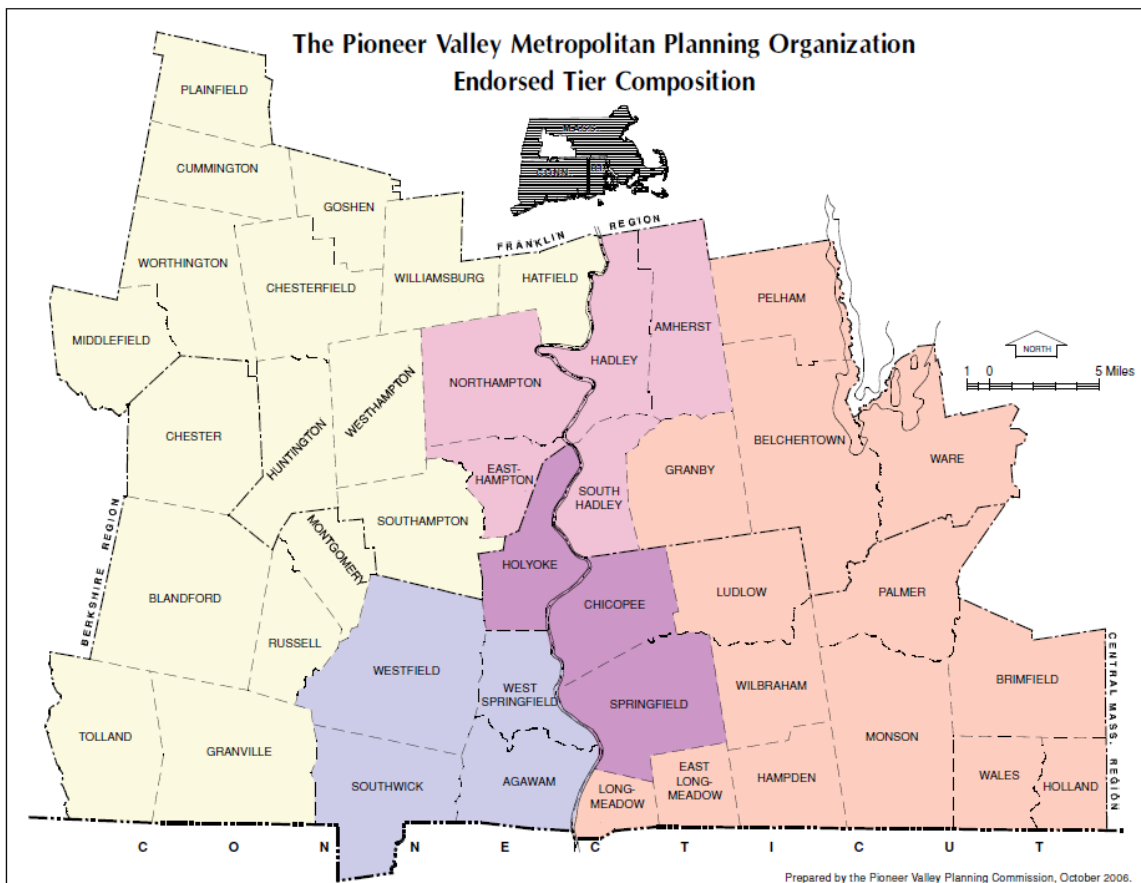 The Pioneer Valley Metropolitan Planning Organization
Endorsed Tier Composition
MASS.
CONN.
RI
PLAINFIELD
CUMMINGTON
GOSHEN
FRANKLIN REGION
WORTHINGTON
CHESTERFIELD
WILLIAMSBURG
HATFIELD
PELHAM
AMHERST
MIDDLEFIELD
HADLEY
NORTH
1 0 5 Miles
NORTHAMPTON
WESTHAMPTON
CHESTER
HUNTINGTON
BELCHERTOWN
WARE
EAST-
HAMPTON
GRANBY
SOUTH
HADLEY
SOUTHAMPTON
MONTGOMERY
BERKSHIRE REGION
HOLYOKE
LUDLOW
PALMER
BLANDFORD
CHICOPEE
RUSSELL
WESTFIELD
WEST
SPRINGFIELD
SPRINGFIELD
WILBRAHAM
BRIMFIELD
CENTRAL MASS. REGION
TOLLAND
GRANVILLE
MONSON
SOUTHWICK
AGAWAM
LONG-
MEADOW
EAST
LONG-
MEADOW
HAMPDEN
WALES
HOLLAND
CONNECTICUT
Prepared by the Pioneer Valley Planning Commission, October 2006.